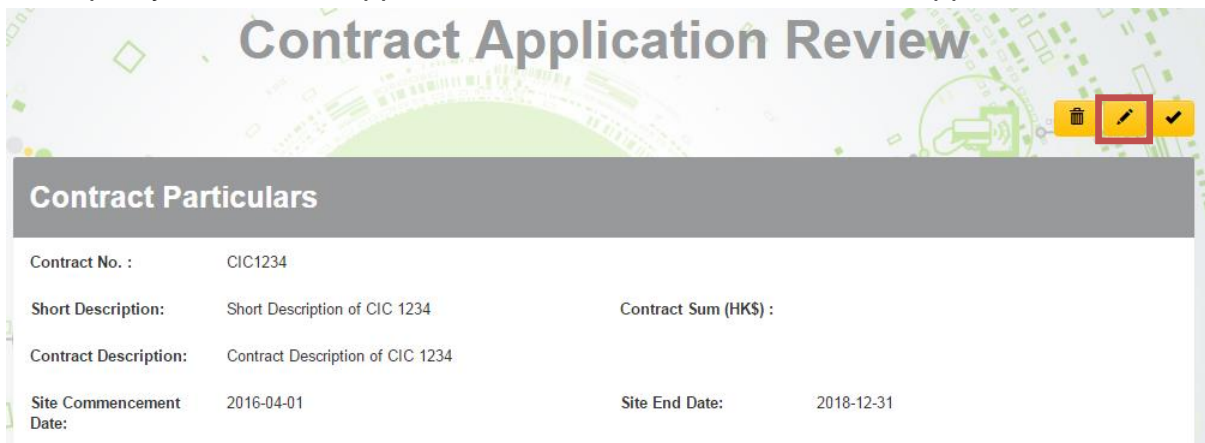 Contract Application Review
Contract Particulars
Contract No. : CIC1234
Short Description: Short Description of CIC 1234 Contract Sum (HK$) :
Contract Description: Contract Description of CIC 1234
Site Commencement Date: 2016-04-01 Site End Date: 2018-12-31